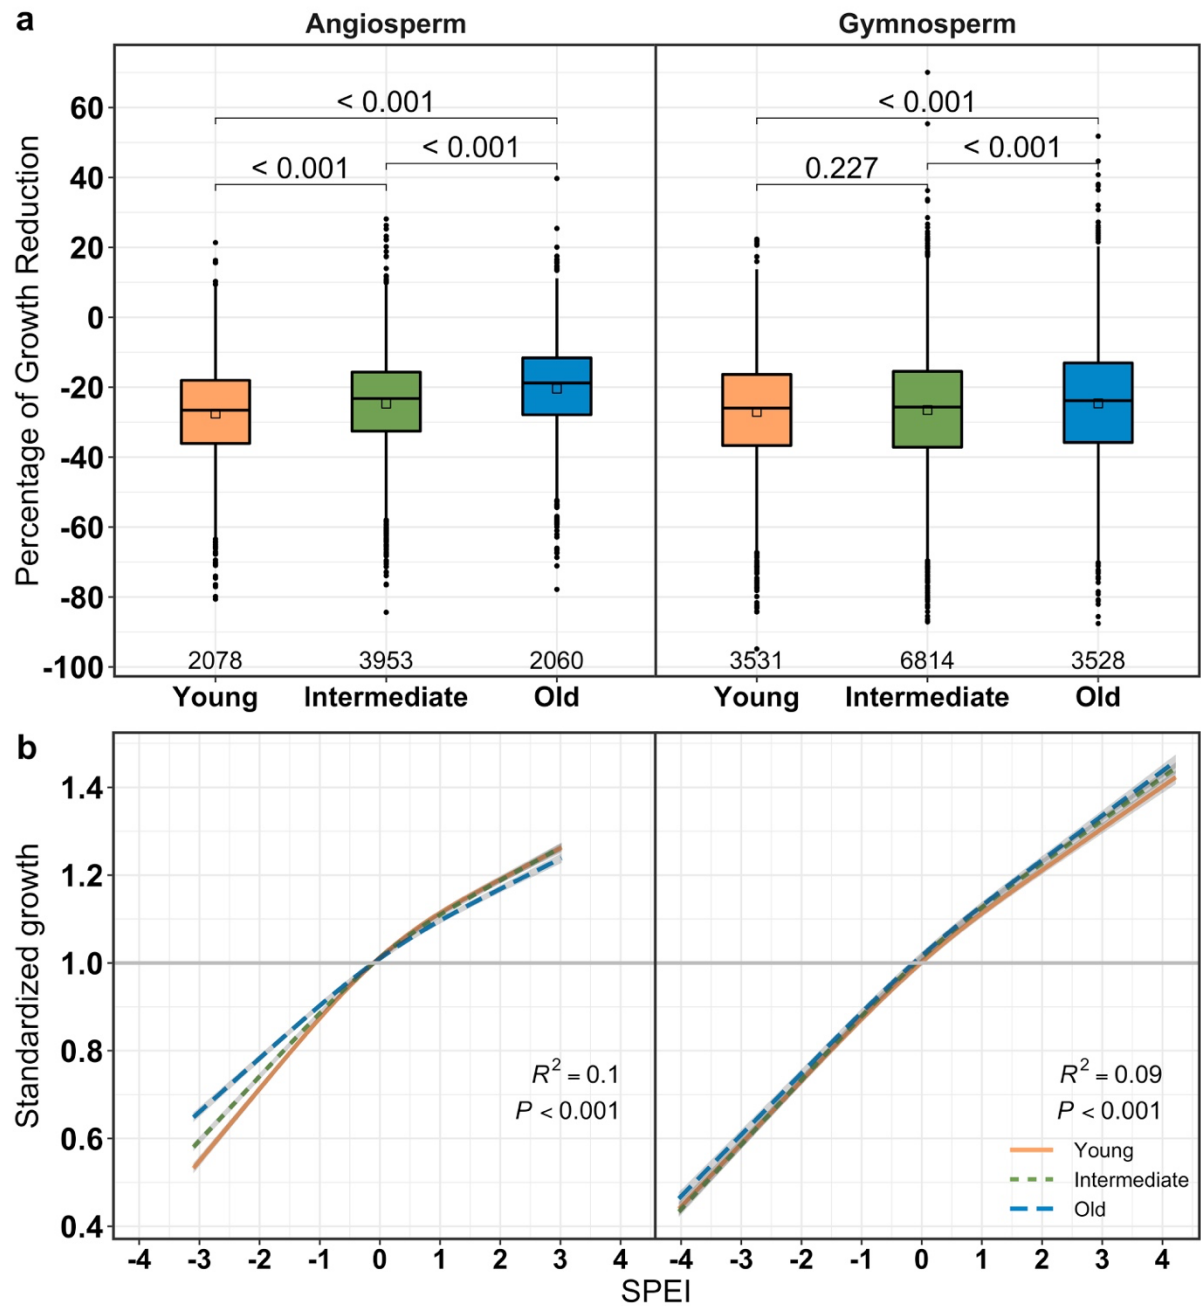 a
Angiosperm
Gymnosperm
Percentage of Growth Reduction
60
40
20
0
-20
-40
-60
-80
-100
< 0.001
< 0.001
< 0.001
< 0.001
0.227
< 0.001
2078
3953
2060
3531
6814
3528
Young
Intermediate
Old
Young
Intermediate
Old
b
Standardized growth
1.4
1.2
1.0
0.8
0.6
0.4
R² = 0.1
P < 0.001
R² = 0.09
P < 0.001
Young
Intermediate
Old
-4 -3 -2 -1 0 1 2 3 4
-4 -3 -2 -1 0 1 2 3 4
SPEI